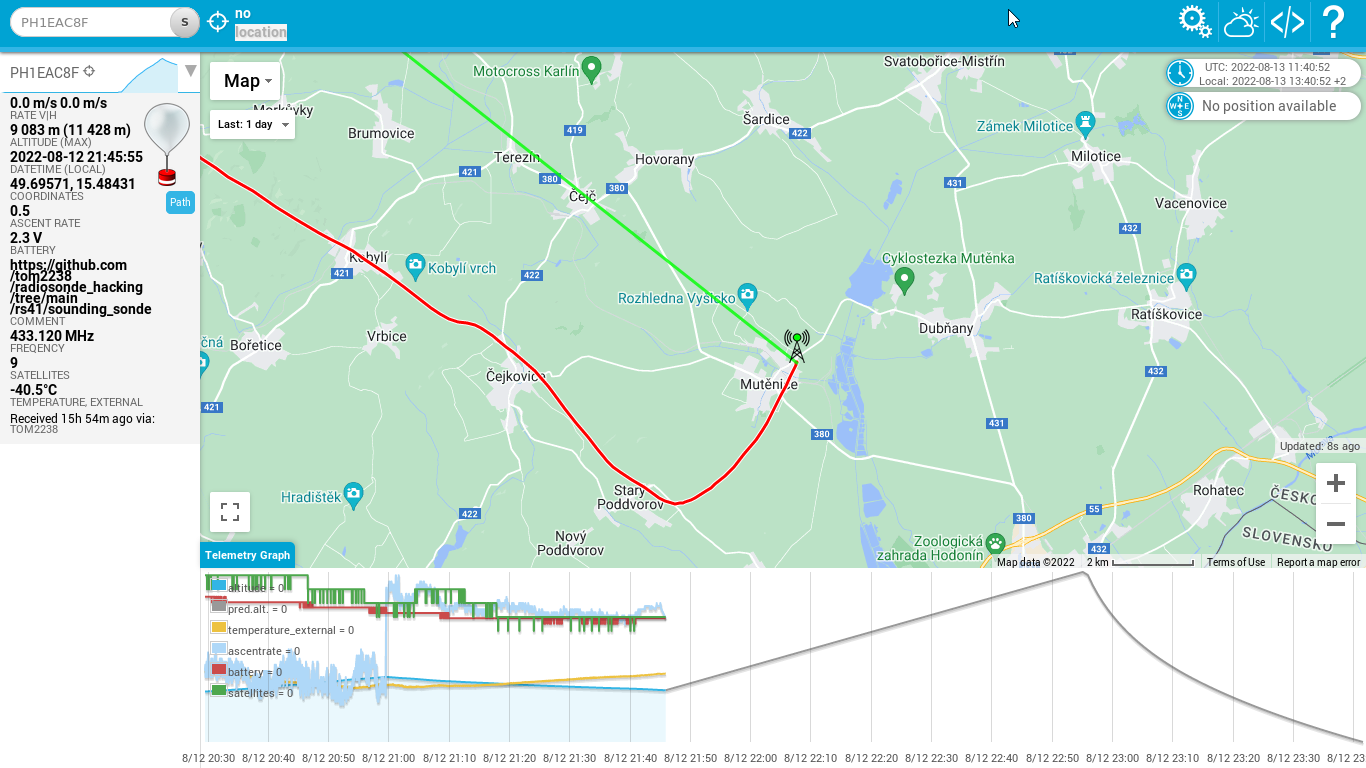 PH1EAC8F
S
no
location
PH1EAC8F
0.0 m/s 0.0 m/s
RATE V|H
9 083 m (11 428 m)
ALTITUDE (MAX)
2022-08-12 21:45:55
DATETIME (LOCAL)
49.69571, 15.48431
COORDINATES
0.5
ASCENT RATE
2.3 V
BATTERY
https://github.com
/tom2238
/radiosonde_hacking
/tree/main
/rs41/sounding_sonde
COMMENT
433.120 MHz
FREQENCY
9
SATELLITES
-40.5°C
TEMPERATURE, EXTERNAL
Received 15h 54m ago via:
TOM2238
Path
Map
Last: 1 day
UTC: 2022-08-13 11:40:52
Local: 2022-08-13 13:40:52 +2
N
W E
S
No position available
Motocross Karlín
Svatobořice-Mistřín
Morkůvky
Brumovice
419
Šardice
422
Zámek Milotice
Milotice
Terezín
Hovorany
421
380
380
431
Čejč
Vacenovice
432
Kobylí
421
Kobylí vrch
422
Cyklostezka Mutěnka
Ratíškovická železnice
Rozhledna Vysicko
Ratíškovice
Dubňany
čná
Bořetice
Vrbice
Čejkovice
Mutěnice
432
421
380
431
Updated: 8s ago
Hradištěk
Starý
Poddvorov
Rohatec
ČESKO
422
380
55
Nový
Poddvorov
SLOVENSKO
Zoologická
zahrada Hodonín
432
Map data ©2022
2 km
Terms of Use
Report a map error
Telemetry Graph
altitude = 0
pred.alt. = 0
temperature_external = 0
ascentrate = 0
battery = 0
satellites = 0
8/12 20:30
8/12 20:40
8/12 20:50
8/12 21:00
8/12 21:10
8/12 21:20
8/12 21:30
8/12 21:40
8/12 21:50
8/12 22:00
8/12 22:10
8/12 22:20
8/12 22:30
8/12 22:40
8/12 22:50
8/12 23:00
8/12 23:10
8/12 23:20
8/12 23:30
8/12 23